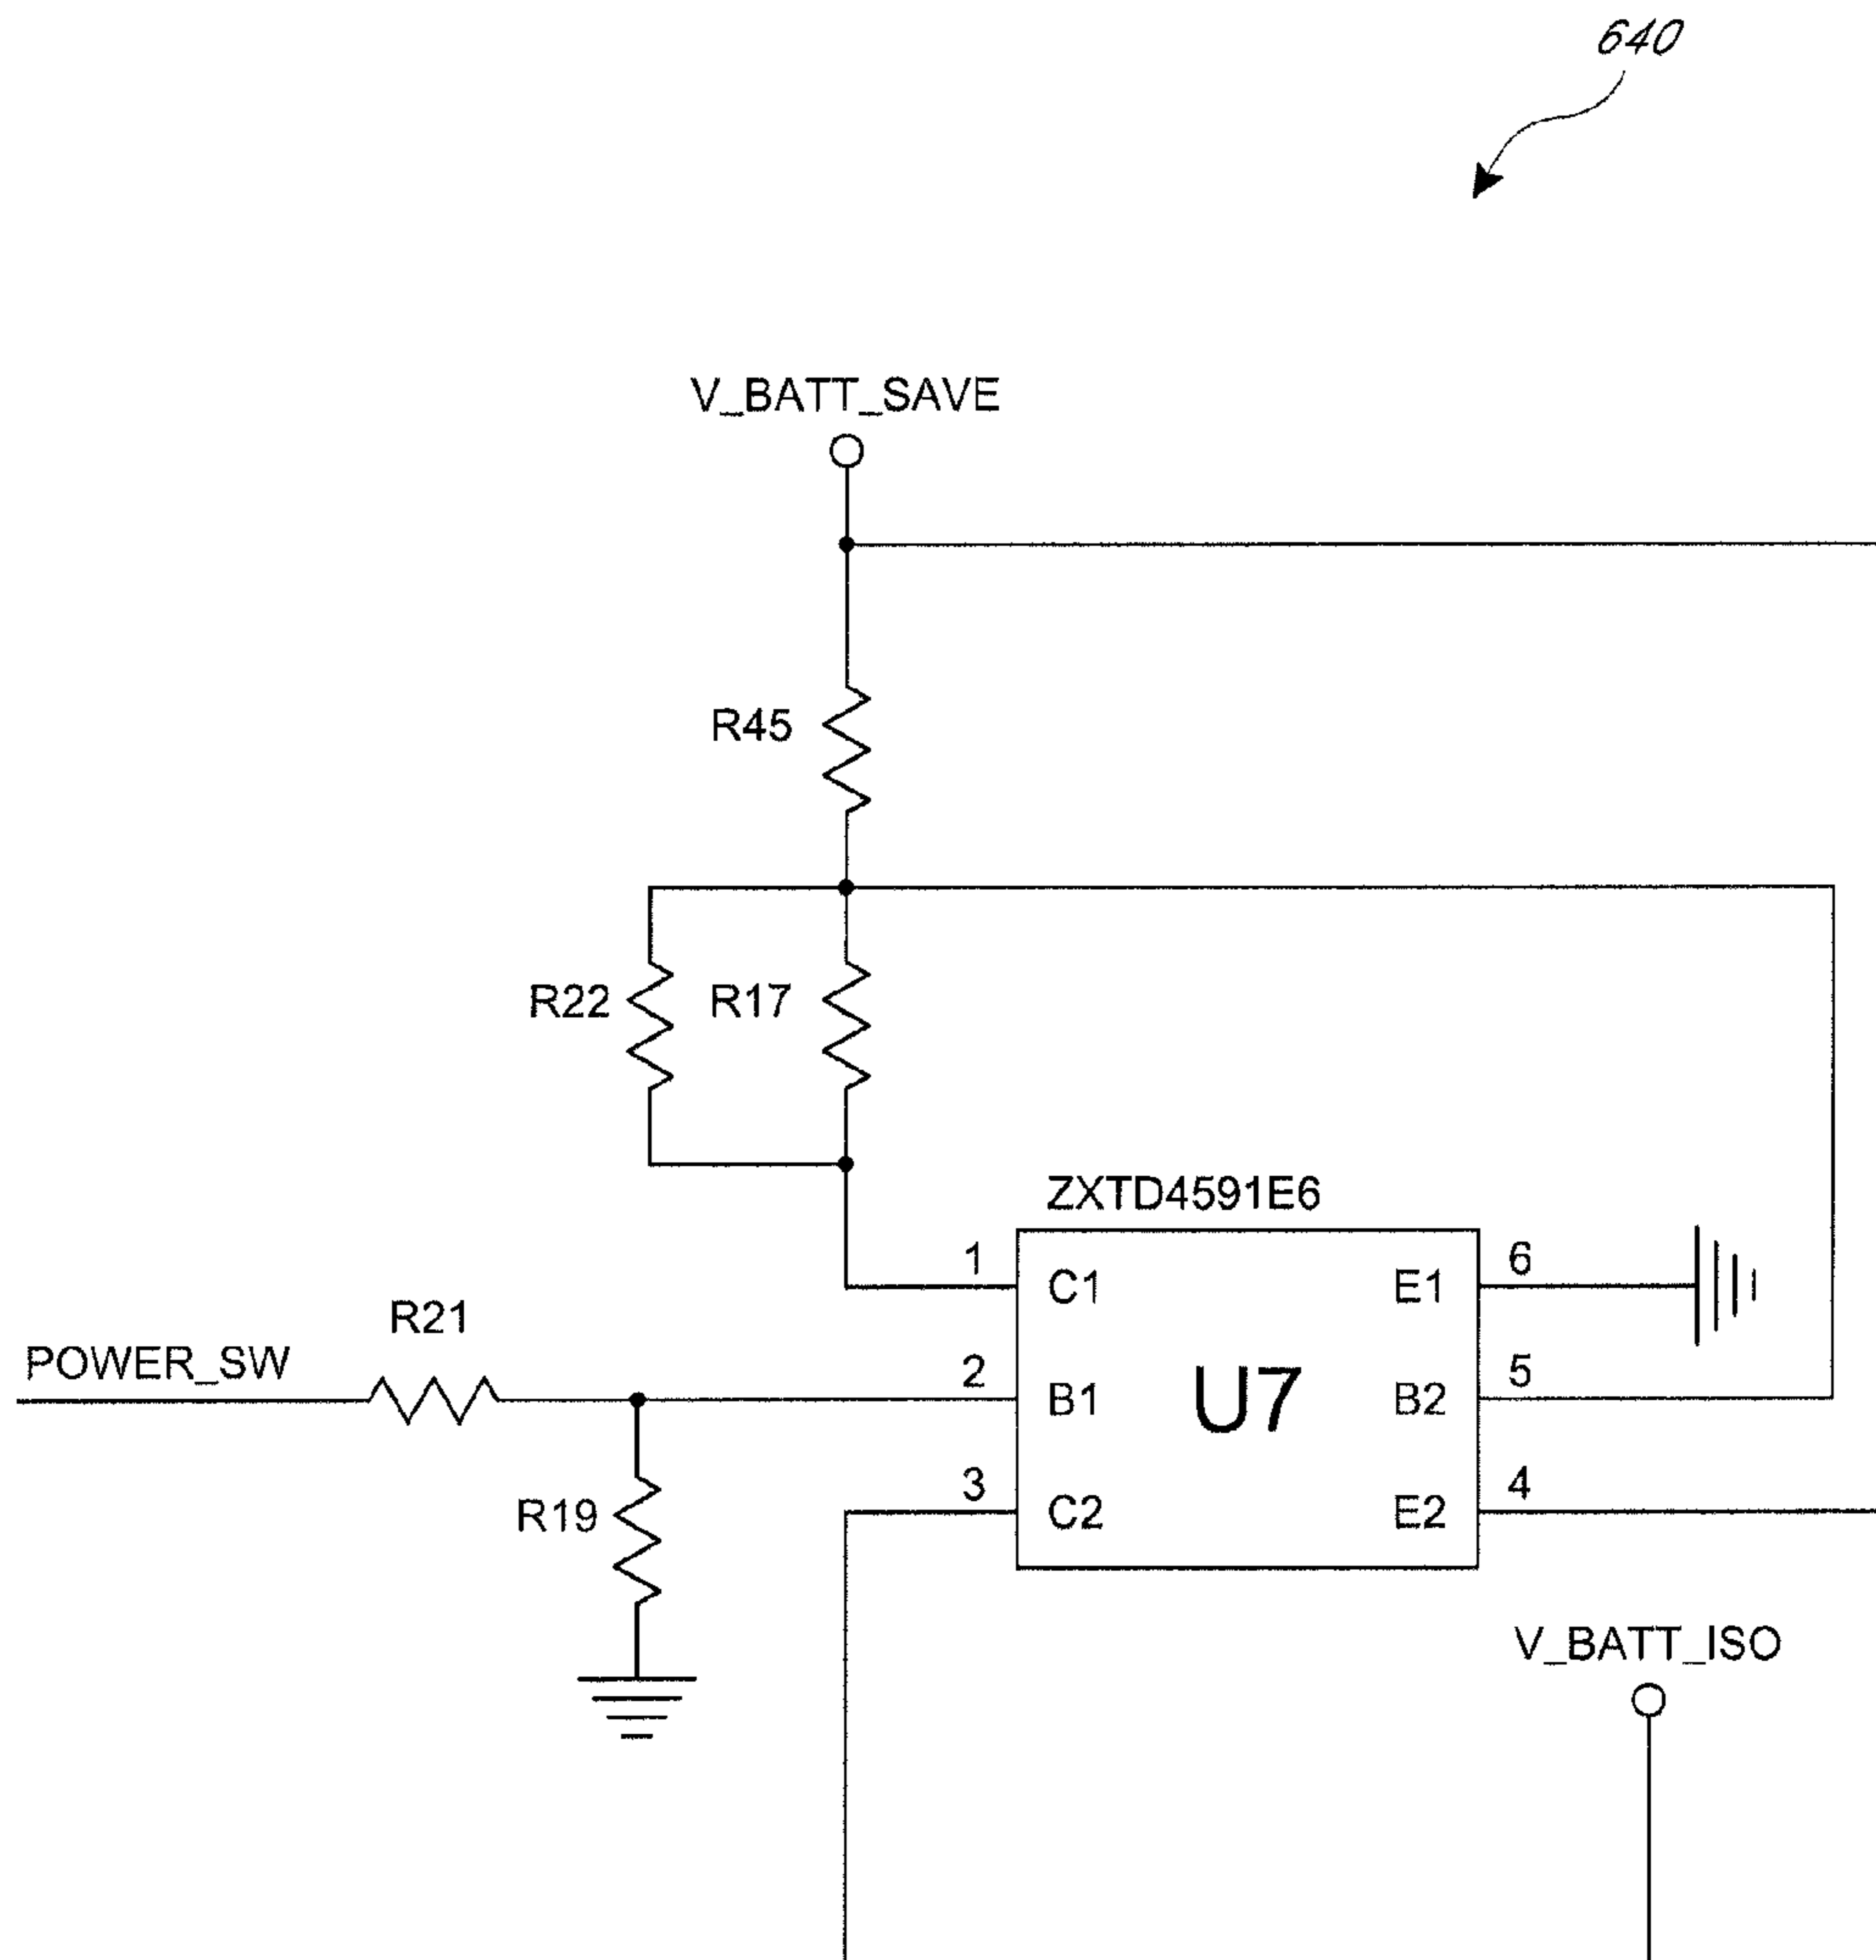 640
V_BATT_SAVE
R45
R22
R17
ZXTD4591E6
1
C1
E1
6
R21
POWER_SW
2
B1
U7
B2
5
3
C2
E2
4
R19
V_BATT_ISO